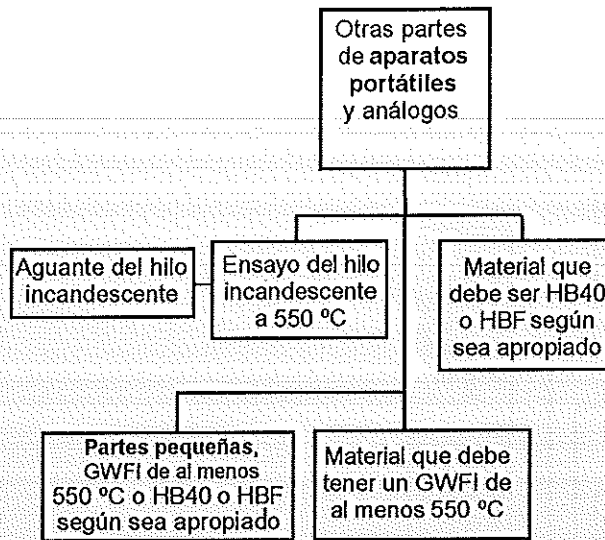 Otras partes
de aparatos
portátiles
y análogos
Aguante del hilo
incandescente
Ensayo del hilo
incandescente
a 550 ºC
Material que
debe ser HB40
o HBF según
sea apropiado
Partes pequeñas,
GWFI de al menos
550 ºC o HB40 o HBF
según sea apropiado
Material que debe
tener un GWFI de
al menos 550 ºC